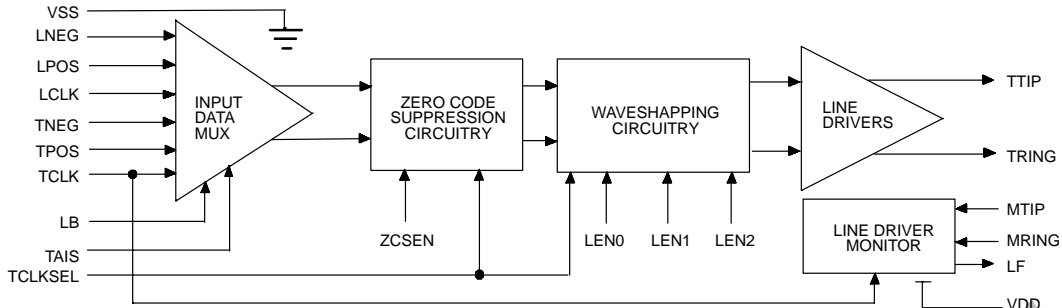 VSS
LNEG
LPOS
LCLK
TNEG
TPOS
TCLK
LB
TAIS
TCLKSEL
INPUT
DATA
MUX
ZERO CODE
SUPPRESSION
CIRCUITRY
ZCSEN
WAVESHAPPING
CIRCUITRY
LEN0
LEN1
LEN2
LINE
DRIVERS
TTIP
TRING
LINE DRIVER
MONITOR
MTIP
MRING
LF
VDD